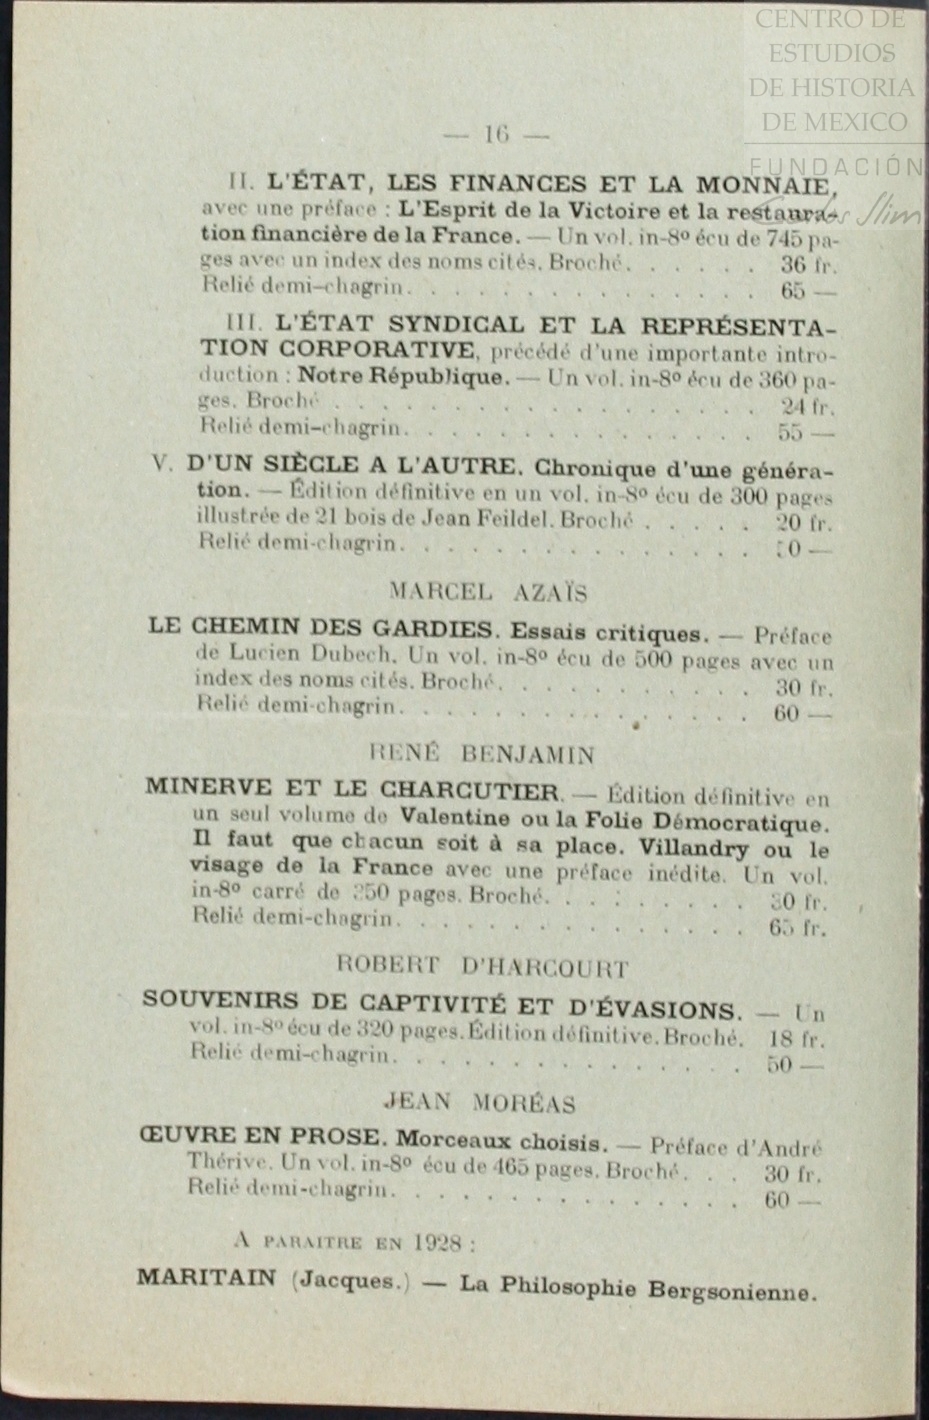 CENTRO DE
ESTUDIOS
DE HISTORIA
DE MEXICO
FUNDACIÓN
Carlos Slim
— 16 —
II. L'ÉTAT, LES FINANCES ET LA MONNAIE,
avec une préface : L'Esprit de la Victoire et la restaura-
tion financière de la France. — Un vol. in-8º écu de 745 pa-
ges avec un index des noms cités. Broché. . . . . . . 36 fr.
Relié demi-chagrin. . . . . . . . . . . . . . . 65 —
III. L'ÉTAT SYNDICAL ET LA REPRÉSENTA-
TION CORPORATIVE, précédé d'une importante intro-
duction : Notre République. — Un vol. in-8º écu de 360 pa-
ges. Broché . . . . . . . . . . . . . . . . . . 24 fr.
Relié demi-chagrin. . . . . . . . . . . . . . . 55 —
V. D'UN SIÈCLE A L'AUTRE. Chronique d'une généra-
tion. — Édition définitive en un vol. in-8º écu de 300 pages
illustrée de 21 bois de Jean Feildel. Broché . . . . . 20 fr.
Relié demi-chagrin. . . . . . . . . . . . . . . —
MARCEL AZAÏS
LE CHEMIN DES GARDIES. Essais critiques. — Préface
de Lucien Dubech. Un vol. in-8º écu de 500 pages avec un
index des noms cités. Broché. . . . . . . . . . . 30 fr.
Relié demi-chagrin. . . . . . . . . . . . . . . 60 —
RENÉ BENJAMIN
MINERVE ET LE CHARCUTIER. — Édition définitive en
un seul volume de Valentine ou la Folie Démocratique.
Il faut que chacun soit à sa place. Villandry ou le
visage de la France avec une préface inédite. Un vol.
in-8º carré de pages. Broché. . . . . . . . . fr.
Relié demi-chagrin. . . . . . . . . . . . . . . 65 fr.
ROBERT D'HARCOURT
SOUVENIRS DE CAPTIVITÉ ET D'ÉVASIONS. — Un
vol. in-8º écu de 320 pages. Édition définitive. Broché. 18 fr.
Relié demi-chagrin. . . . . . . . . . . . . . . 50 —
JEAN MORÉAS
ŒUVRE EN PROSE. Morceaux choisis. — Préface d'André
Thérive. Un vol. in-8º écu de 465 pages. Broché. . . 30 fr.
Relié demi-chagrin. . . . . . . . . . . . . . . 60 —
A PARAITRE EN 1928 :
MARITAIN (Jacques.) — La Philosophie Bergsonienne.